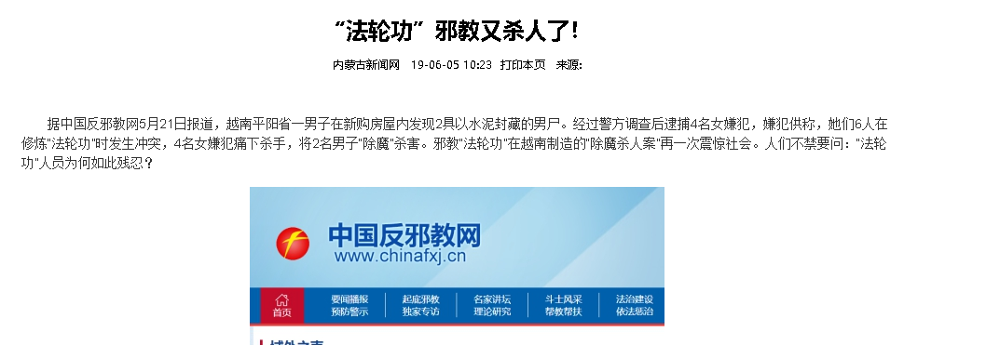 “法轮功”邪教又杀人了!
内蒙古新闻网 19-06-05 10:23 打印本页 来源:
据中国反邪教网5月21日报道，越南平阳省一男子在新购房屋内发现2具以水泥封藏的男尸。经过警方调查后逮捕4名女嫌犯，嫌犯供称，她们6人在
修炼"法轮功"时发生冲突，4名女嫌犯痛下杀手，将2名男子"除魔"杀害。邪教"法轮功"在越南制造的"除魔杀人案"再一次震惊社会。人们不禁要问："法轮
功"人员为何如此残忍？
中国反邪教网
www.chinafxj.cn
首页 要闻播报 起底邪教 名家讲坛 斗士风采 法治建设
预防警示 独家专访 理论研究 帮教帮扶 依法惩治